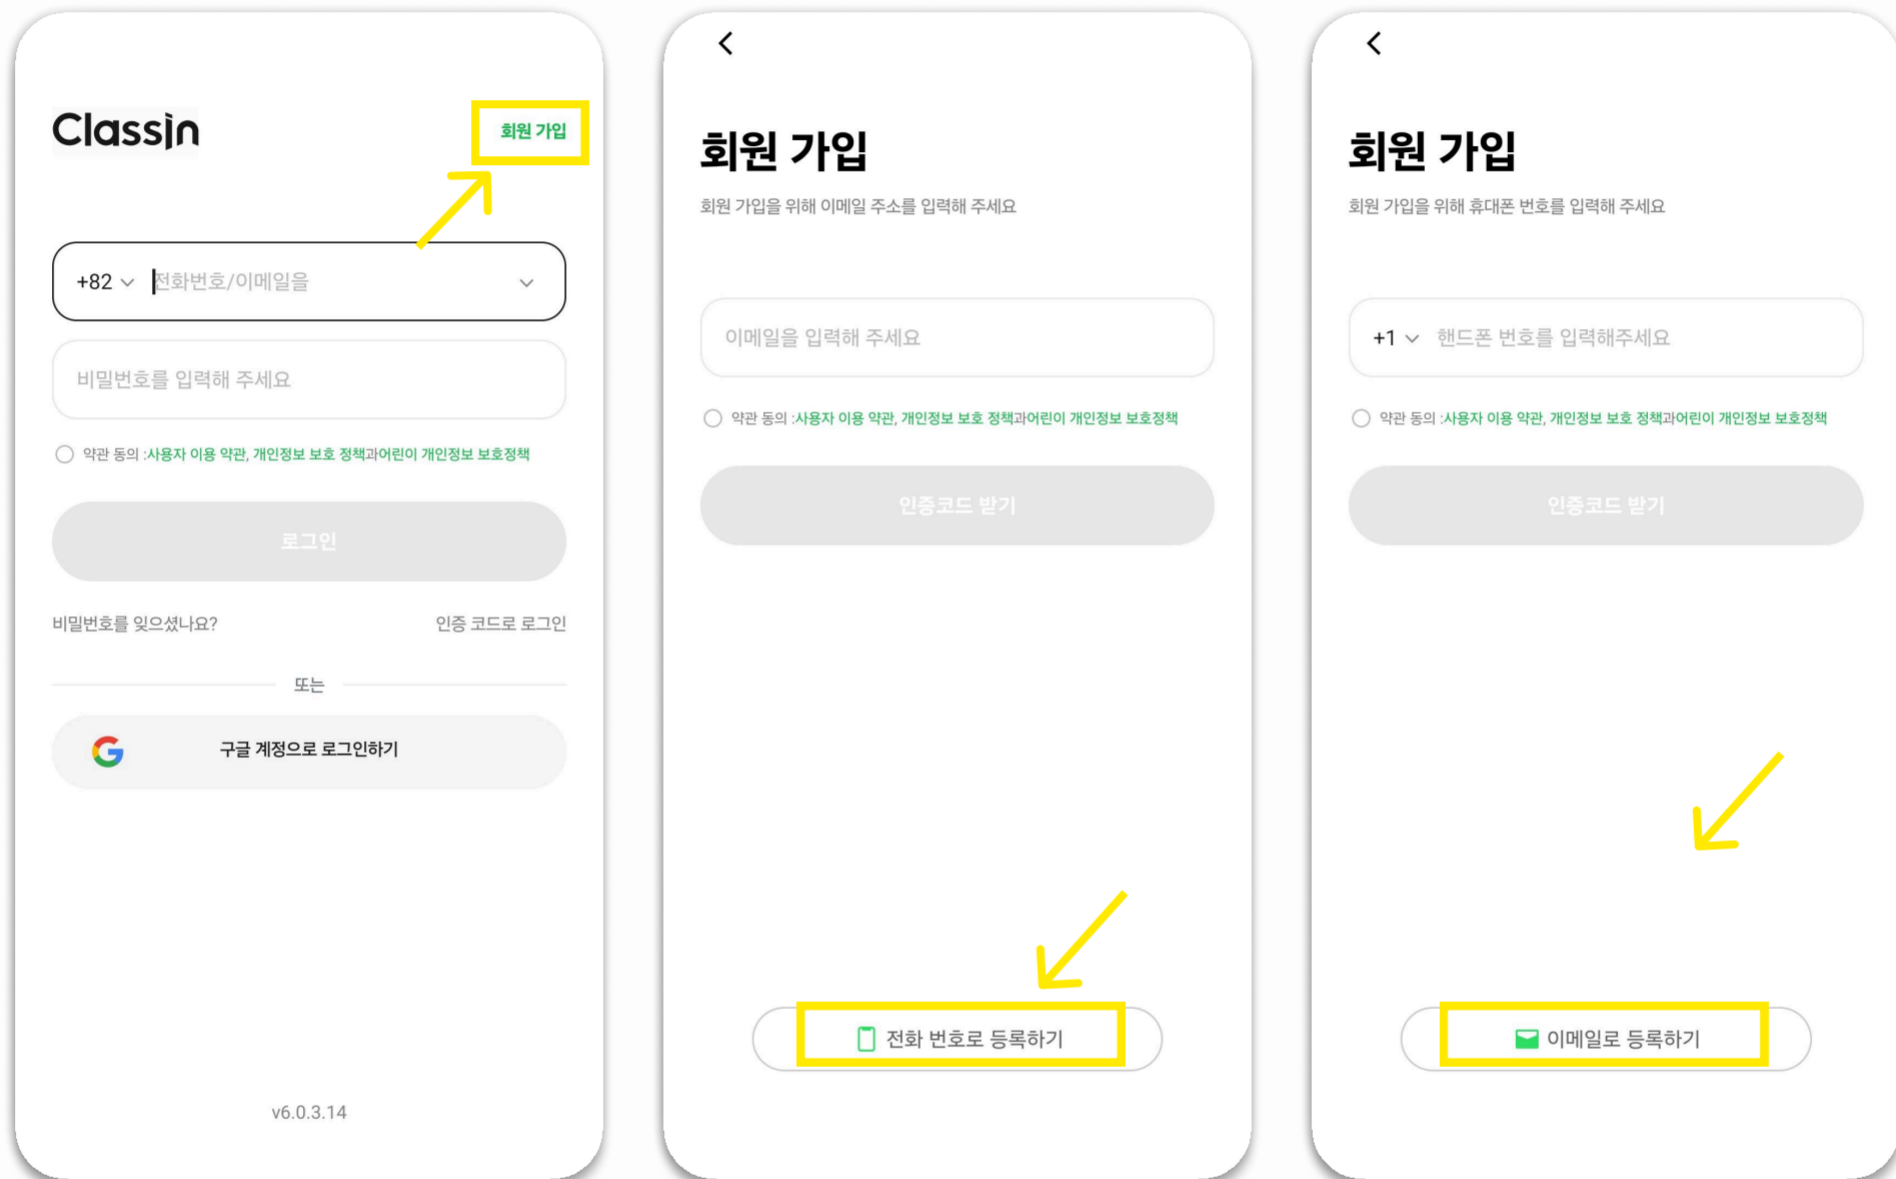 ClassIn
회원 가입
+82
전화번호/이메일을
비밀번호를 입력해 주세요
약관 동의 :사용자 이용 약관, 개인정보 보호 정책과어린이 개인정보 보호정책
로그인
비밀번호를 잊으셨나요?
인증 코드로 로그인
또는
구글 계정으로 로그인하기
v6.0.3.14
회원 가입
회원 가입을 위해 이메일 주소를 입력해 주세요
이메일을 입력해 주세요
약관 동의 :사용자 이용 약관, 개인정보 보호 정책과어린이 개인정보 보호정책
인증코드 받기
전화 번호로 등록하기
회원 가입
회원 가입을 위해 휴대폰 번호를 입력해 주세요
+1
핸드폰 번호를 입력해주세요
약관 동의 :사용자 이용 약관, 개인정보 보호 정책과어린이 개인정보 보호정책
인증코드 받기
이메일로 등록하기